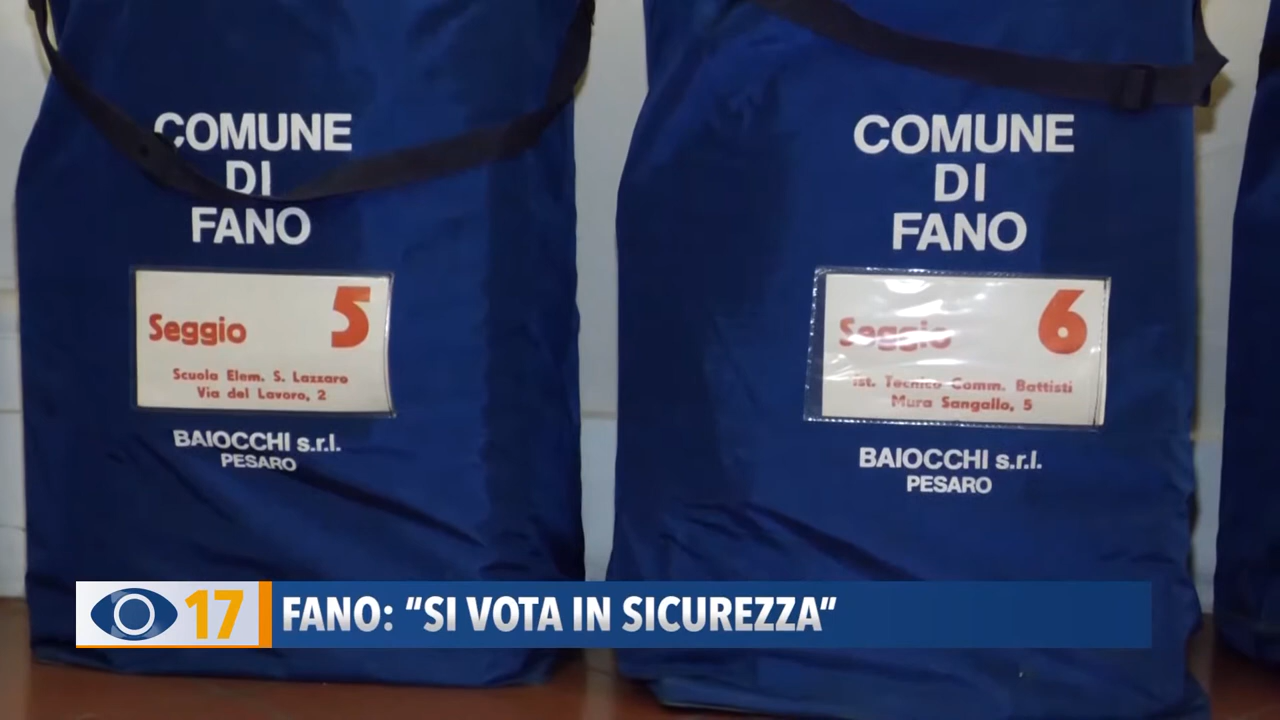 COMUNE
DI
FANO
Seggio 5
Scuola Elem. S. Lazzaro
Via del Lavoro, 2
BAIOCCHI s.r.l.
PESARO
COMUNE
DI
FANO
Seggio 6
Ist. Tecnico Comm. Battisti
Mura Sangallo, 5
BAIOCCHI s.r.l.
PESARO
17 FANO: “SI VOTA IN SICUREZZA“